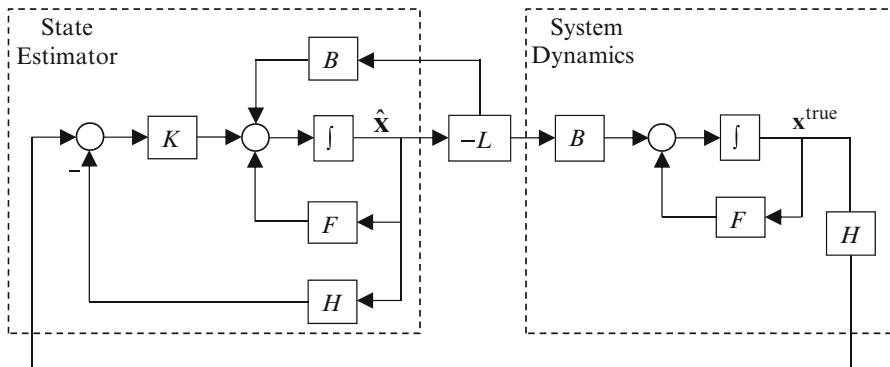 State
Estimator
System
Dynamics
B
K
∫
x̂
−L
B
∫
x^true
−
F
F
H
H